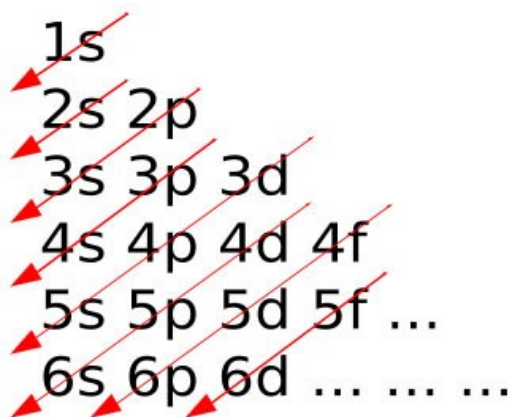 1s
2s 2p
3s 3p 3d
4s 4p 4d 4f
5s 5p 5d 5f ...
6s 6p 6d ... ... ...